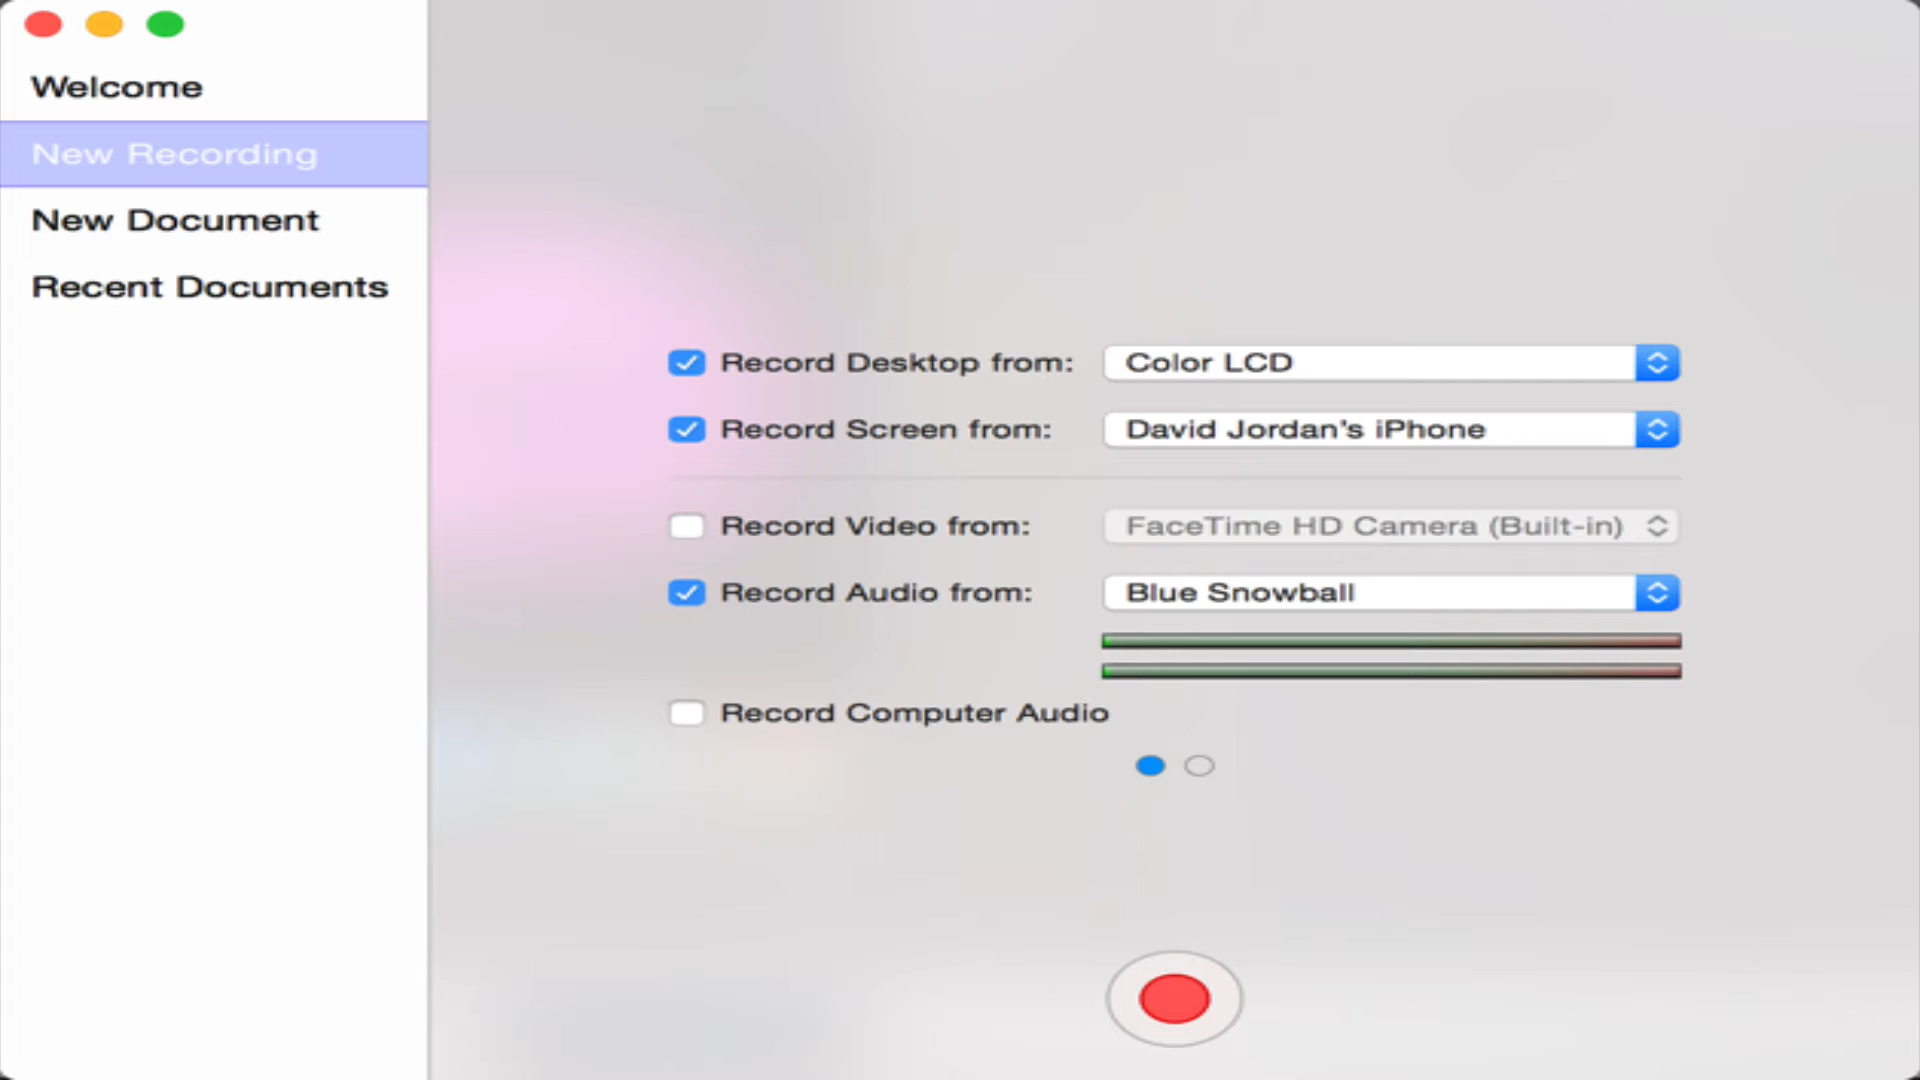 Welcome
New Recording
New Document
Recent Documents
Record Desktop from: Color LCD
Record Screen from: David Jordan's iPhone
Record Video from: FaceTime HD Camera (Built-in)
Record Audio from: Blue Snowball
Record Computer Audio